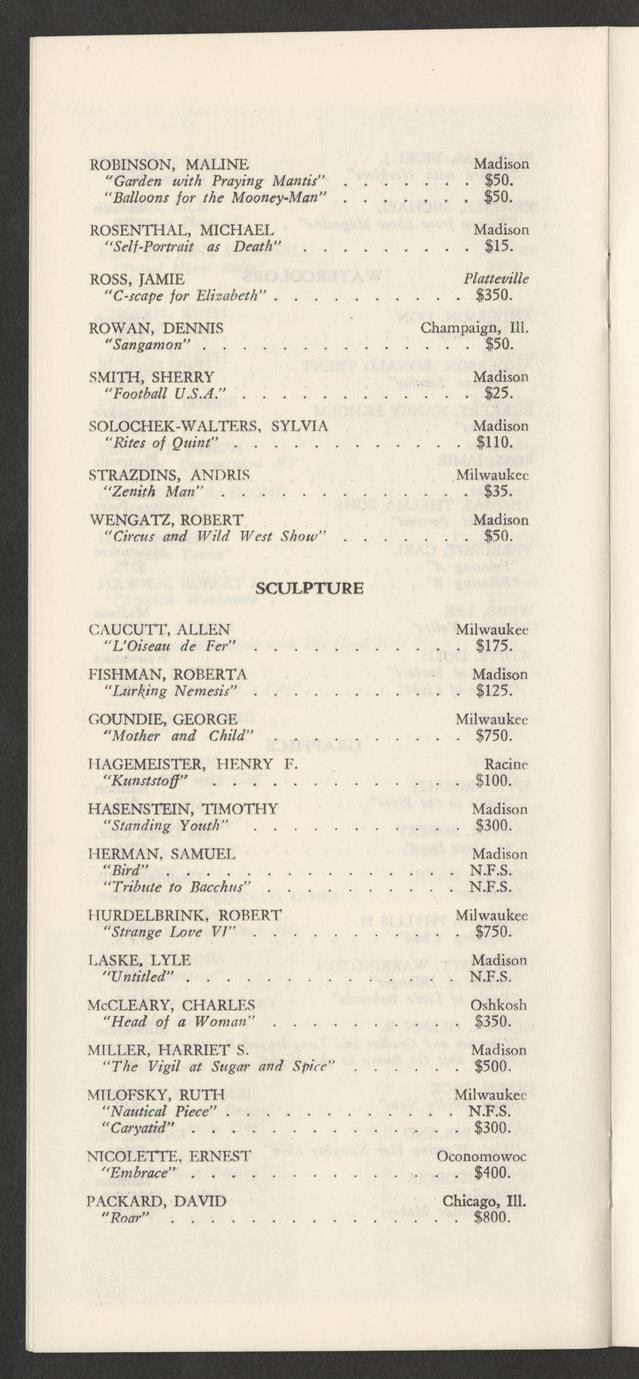 ROBINSON, MALINE Madison
"Garden with Praying Mantis" . . . . . . . $50.
"Balloons for the Mooney-Man" . . . . . . . $50.
ROSENTHAL, MICHAEL Madison
"Self-Portrait as Death" . . . . . . . . . $15.
ROSS, JAMIE Platteville
"C-scape for Elizabeth" . . . . . . . . . . $350.
ROWAN, DENNIS Champaign, Ill.
"Sangamon" . . . . . . . . . . . . . . $50.
SMITH, SHERRY Madison
"Football U.S.A." . . . . . . . . . . . . $25.
SOLOCHEK-WALTERS, SYLVIA Madison
"Rites of Quint" . . . . . . . . . . . . $110.
STRAZDINS, ANDRIS Milwaukee
"Zenith Man" . . . . . . . . . . . . . $35.
WENGATZ, ROBERT Madison
"Circus and Wild West Show" . . . . . . . $50.
SCULPTURE
CAUCUTT, ALLEN Milwaukee
"L'Oiseau de Fer" . . . . . . . . . . . $175.
FISHMAN, ROBERTA Madison
"Lurking Nemesis" . . . . . . . . . . . $125.
GOUNDIE, GEORGE Milwaukee
"Mother and Child" . . . . . . . . . . $750.
HAGEMEISTER, HENRY F. Racine
"Kunststoff" . . . . . . . . . . . . . $100.
HASENSTEIN, TIMOTHY Madison
"Standing Youth" . . . . . . . . . . . $300.
HERMAN, SAMUEL Madison
"Bird" . . . . . . . . . . . . . . . . N.F.S.
"Tribute to Bacchus" . . . . . . . . . . N.F.S.
HURDELBRINK, ROBERT Milwaukee
"Strange Love VI" . . . . . . . . . . . $750.
LASKE, LYLE Madison
"Untitled" . . . . . . . . . . . . . . N.F.S.
McCLEARY, CHARLES Oshkosh
"Head of a Woman" . . . . . . . . . . $350.
MILLER, HARRIET S. Madison
"The Vigil at Sugar and Spice" . . . . . . $500.
MILOFSKY, RUTH Milwaukee
"Nautical Piece" . . . . . . . . . . . . N.F.S.
"Caryatid" . . . . . . . . . . . . . . $300.
NICOLETTE, ERNEST Oconomowoc
"Embrace" . . . . . . . . . . . . . . $400.
PACKARD, DAVID Chicago, Ill.
"Roar" . . . . . . . . . . . . . . . $800.